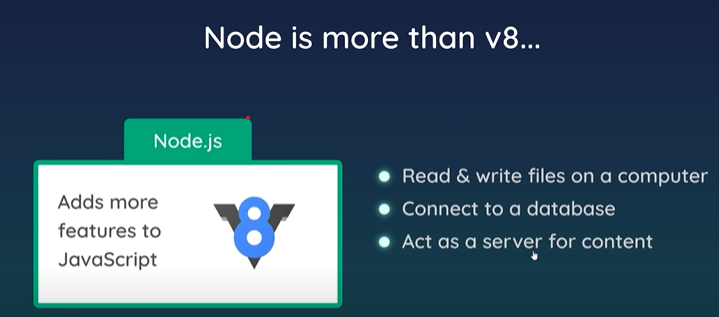 Node is more than v8...
Node.js
Adds more
features to
JavaScript
8
Read & write files on a computer
Connect to a database
Act as a server for content